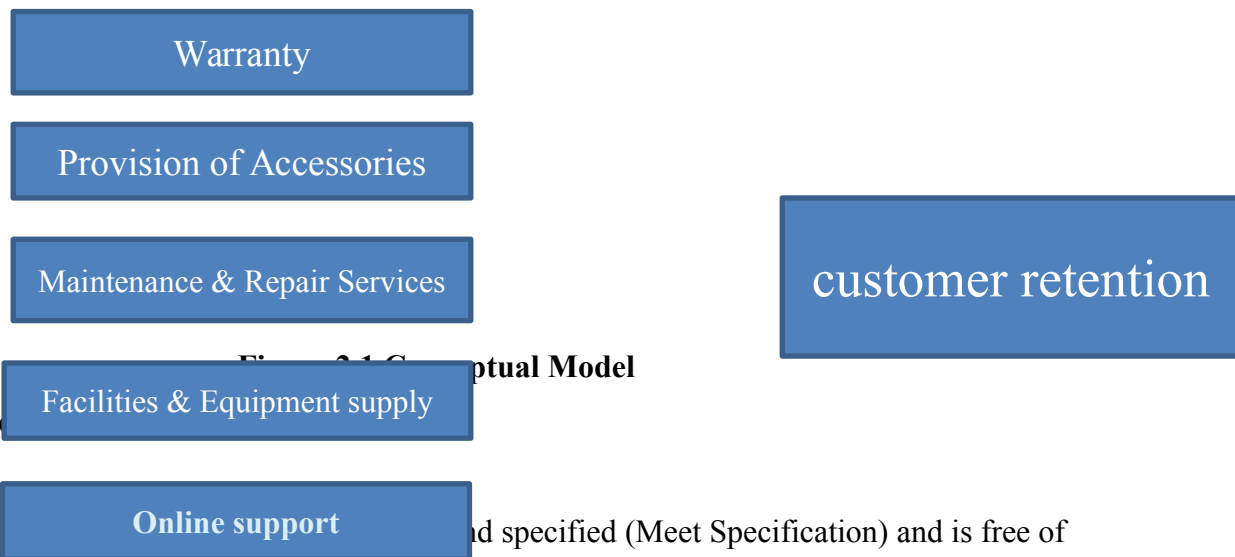 Warranty
Provision of Accessories
Maintenance & Repair Services
customer retention
ptual Model
Facilities & Equipment supply
Online support
nd specified (Meet Specification) and is free of